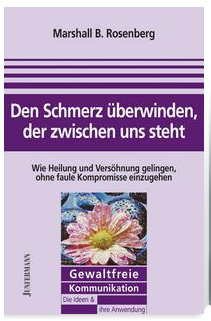 Marshall B. Rosenberg
Den Schmerz überwinden,
der zwischen uns steht
Wie Heilung und Versöhnung gelingen,
ohne faule Kompromisse einzugehen
Gewaltfreie
Kommunikation
Die Ideen & ihre Anwendung
JUNFERMANN